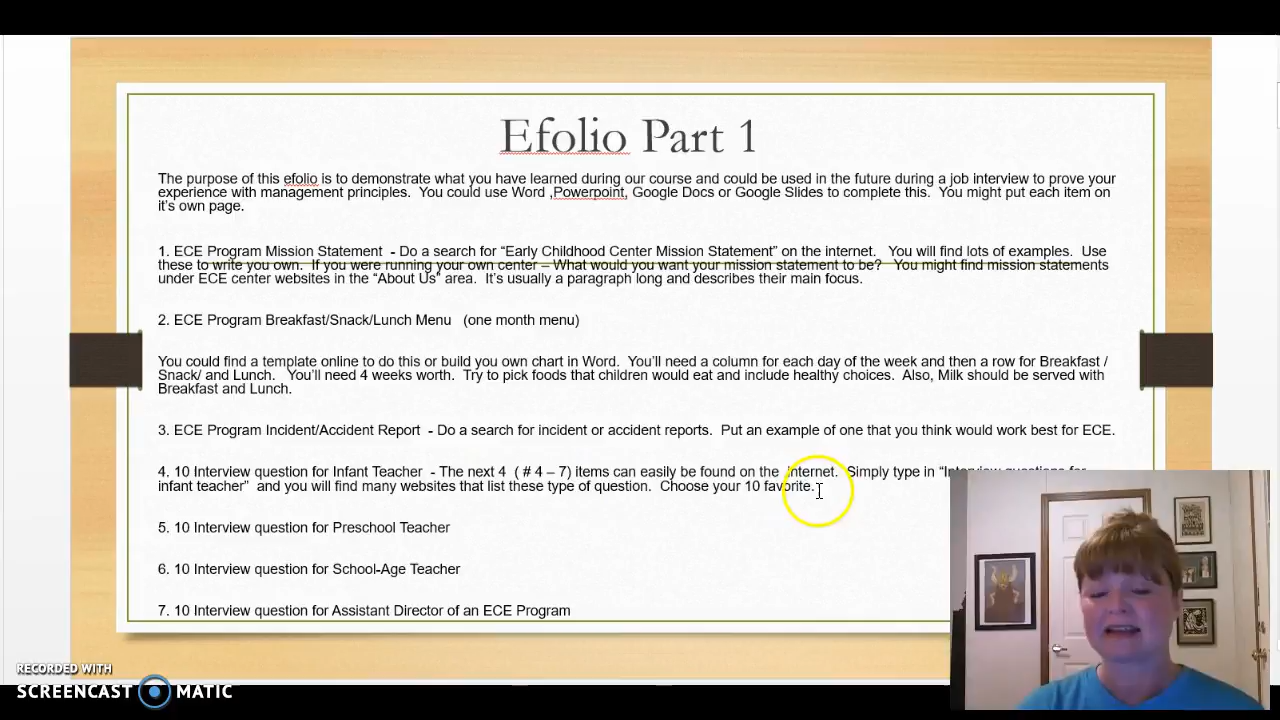 Efolio Part 1
The purpose of this efolio is to demonstrate what you have learned during our course and could be used in the future during a job interview to prove your
experience with management principles.  You could use Word ,Powerpoint, Google Docs or Google Slides to complete this.  You might put each item on
it’s own page.
1. ECE Program Mission Statement  - Do a search for “Early Childhood Center Mission Statement” on the internet.   You will find lots of examples.  Use
these to write you own.  If you were running your own center – What would you want your mission statement to be?   You might find mission statements
under ECE center websites in the “About Us” area.  It’s usually a paragraph long and describes their main focus.
2. ECE Program Breakfast/Snack/Lunch Menu   (one month menu)
You could find a template online to do this or build you own chart in Word.  You’ll need a column for each day of the week and then a row for Breakfast /
Snack/ and Lunch.   You’ll need 4 weeks worth.  Try to pick foods that children would eat and include healthy choices.  Also, Milk should be served with
Breakfast and Lunch.
3. ECE Program Incident/Accident Report  - Do a search for incident or accident reports.  Put an example of one that you think would work best for ECE.
4. 10 Interview question for Infant Teacher  - The next 4  ( # 4 – 7) items can easily be found on the  Internet.  Simply type in “Interview questions for
infant teacher”  and you will find many websites that list these type of question.  Choose your 10 favorite.
5. 10 Interview question for Preschool Teacher
6. 10 Interview question for School-Age Teacher
7. 10 Interview question for Assistant Director of an ECE Program
RECORDED WITH
SCREENCAST MATIC